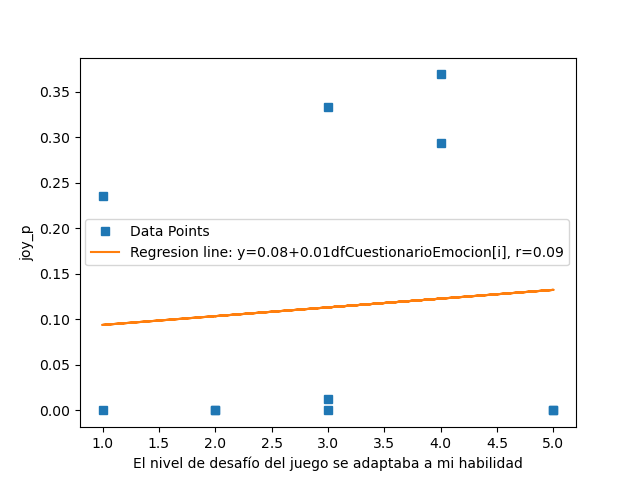 0.35
0.30
0.25
0.20
0.15
0.10
0.05
0.00
joy_p
Data Points
Regresion line: y=0.08+0.01dfCuestionarioEmocion[i], r=0.09
1.0 1.5 2.0 2.5 3.0 3.5 4.0 4.5 5.0
El nivel de desafío del juego se adaptaba a mi habilidad